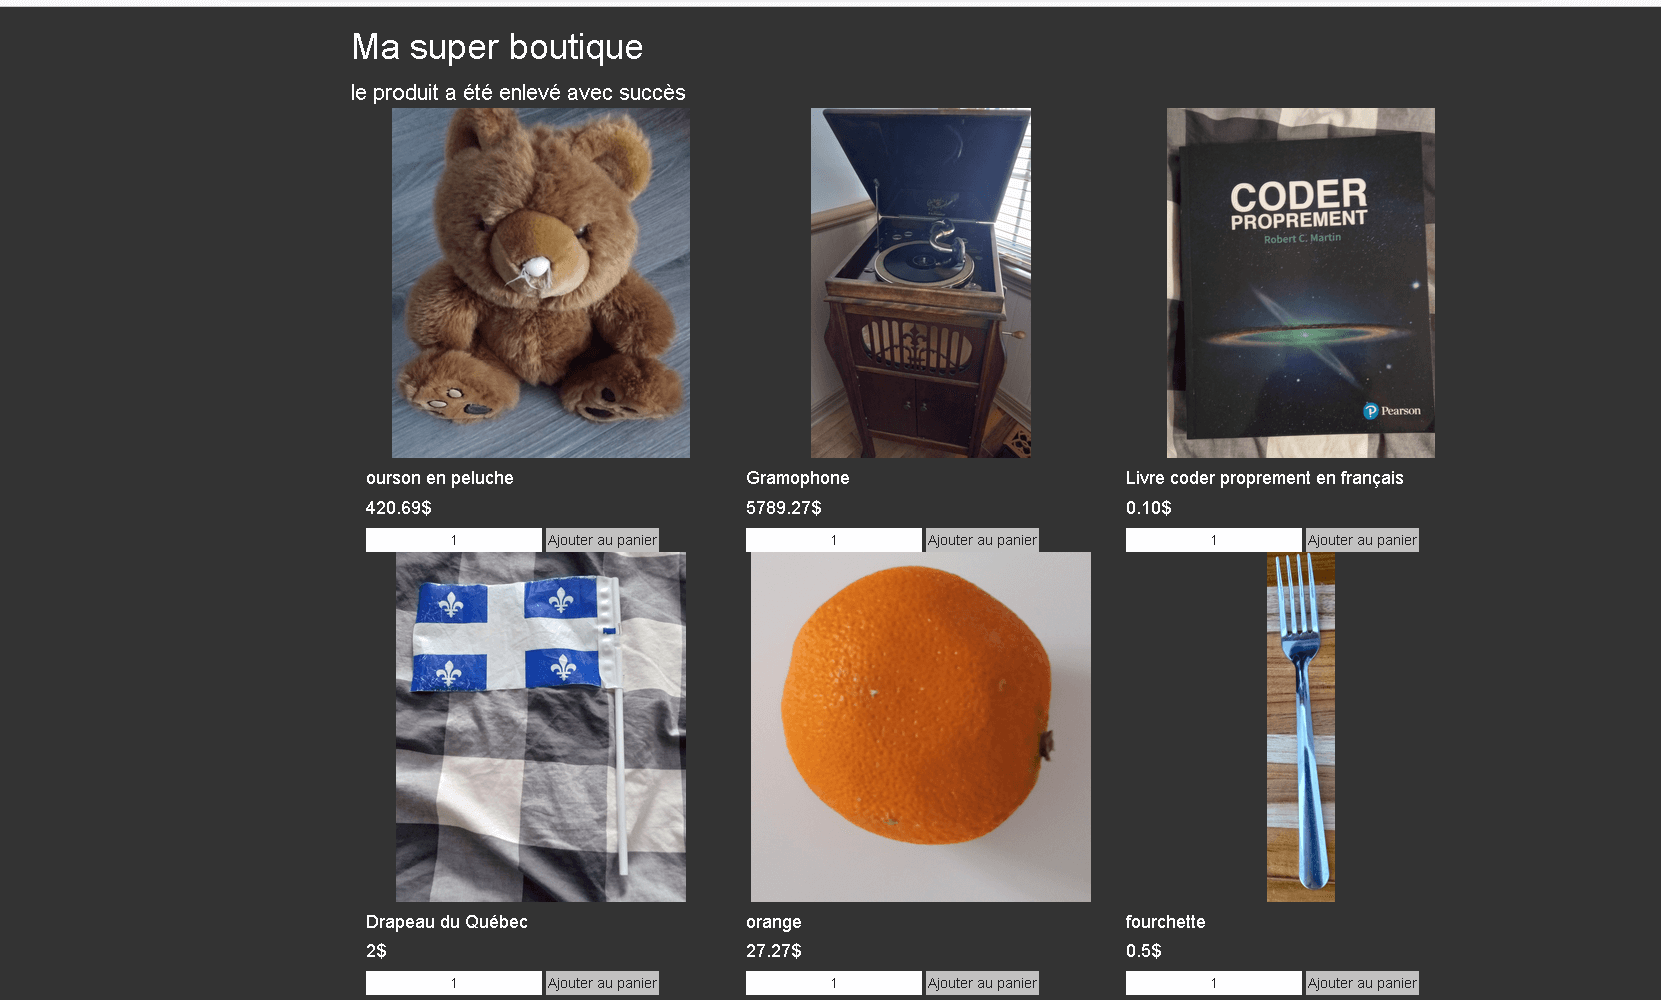 Ma super boutique
le produit a été enlevé avec succès
CODER
PROPREMENT
Robert C. Martin
Pearson
ourson en peluche
420.69$
1 Ajouter au panier
Gramophone
5789.27$
1 Ajouter au panier
Livre coder proprement en français
0.10$
1 Ajouter au panier
Drapeau du Québec
2$
1 Ajouter au panier
orange
27.27$
1 Ajouter au panier
fourchette
0.5$
1 Ajouter au panier